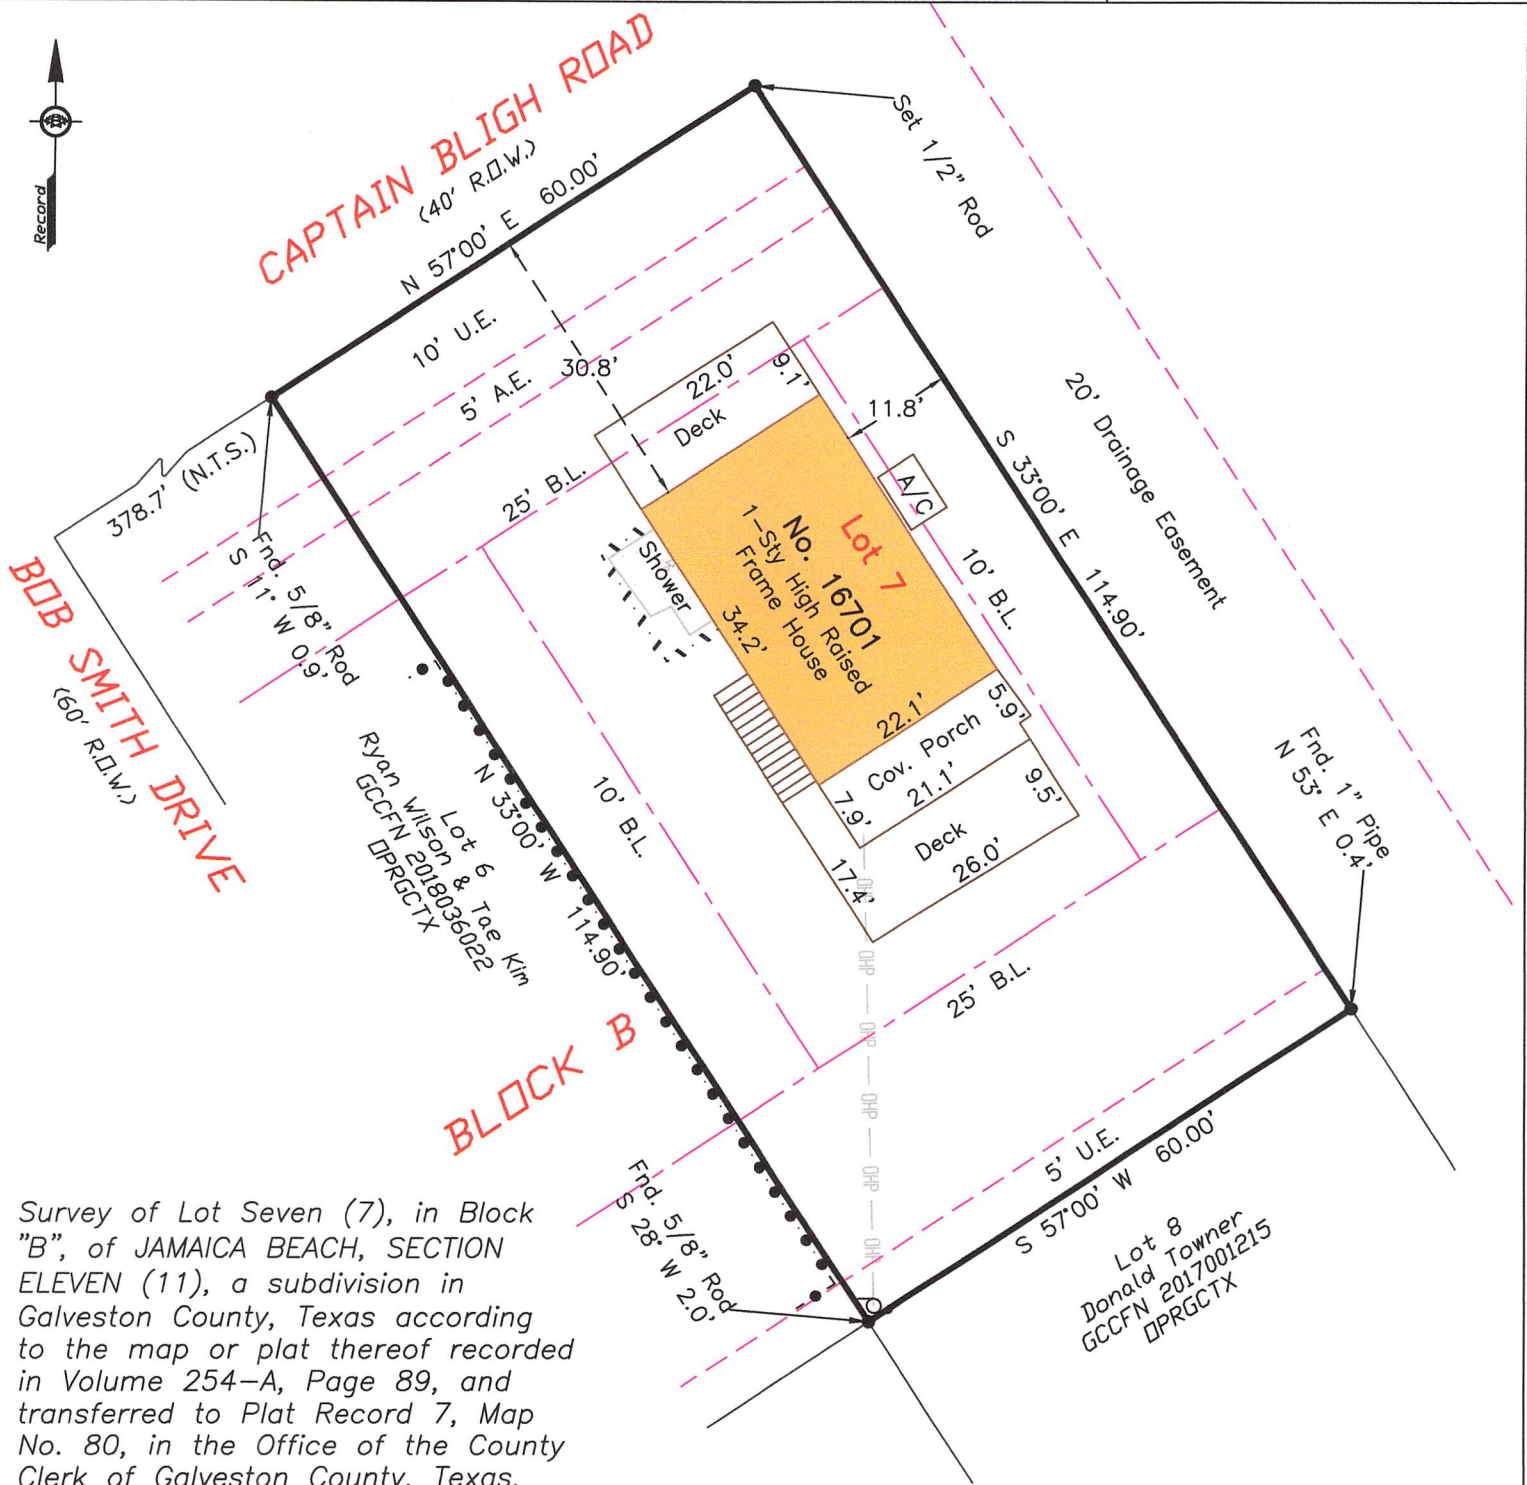 Record
CAPTAIN BLIGH ROAD
(40' R.O.W.)
N 57°00' E 60.00'
Set 1/2" Rod
10' U.E.
5' A.E.
30.8'
22.0'
9.1'
Deck
11.8'
20' Drainage Easement
S 33°00' E 114.90'
378.7' (N.T.S.)
25' B.L.
A/C
Lot 7
No. 16701
1-Sty High Raised
Frame House
Shower
34.2'
10' B.L.
BOB SMITH DRIVE
(60' R.O.W.)
Fnd. 5/8" Rod
S 11° W 0.9'
22.1'
5.9'
Cov. Porch
21.1'
7.9'
9.5'
Deck
26.0'
17.4'
Fnd. 1" Pipe
N 53° E 0.4'
10' B.L.
N 33°00' W 114.90'
Lot 6
Ryan Wilson & Tae Kim
GCCFN 2018036022
OPRGCTX
OHP
OHP
OHP
OHP
OHP
OHP
25' B.L.
BLOCK B
5' U.E.
S 57°00' W 60.00'
Fnd. 5/8" Rod
S 28° W 2.0'
Lot 8
Donald Towner
GCCFN 2017001215
OPRGCTX
Survey of Lot Seven (7), in Block
"B", of JAMAICA BEACH, SECTION
ELEVEN (11), a subdivision in
Galveston County, Texas according
to the map or plat thereof recorded
in Volume 254-A, Page 89, and
transferred to Plat Record 7, Map
No. 80, in the Office of the County
Clerk of Galveston County, Texas.